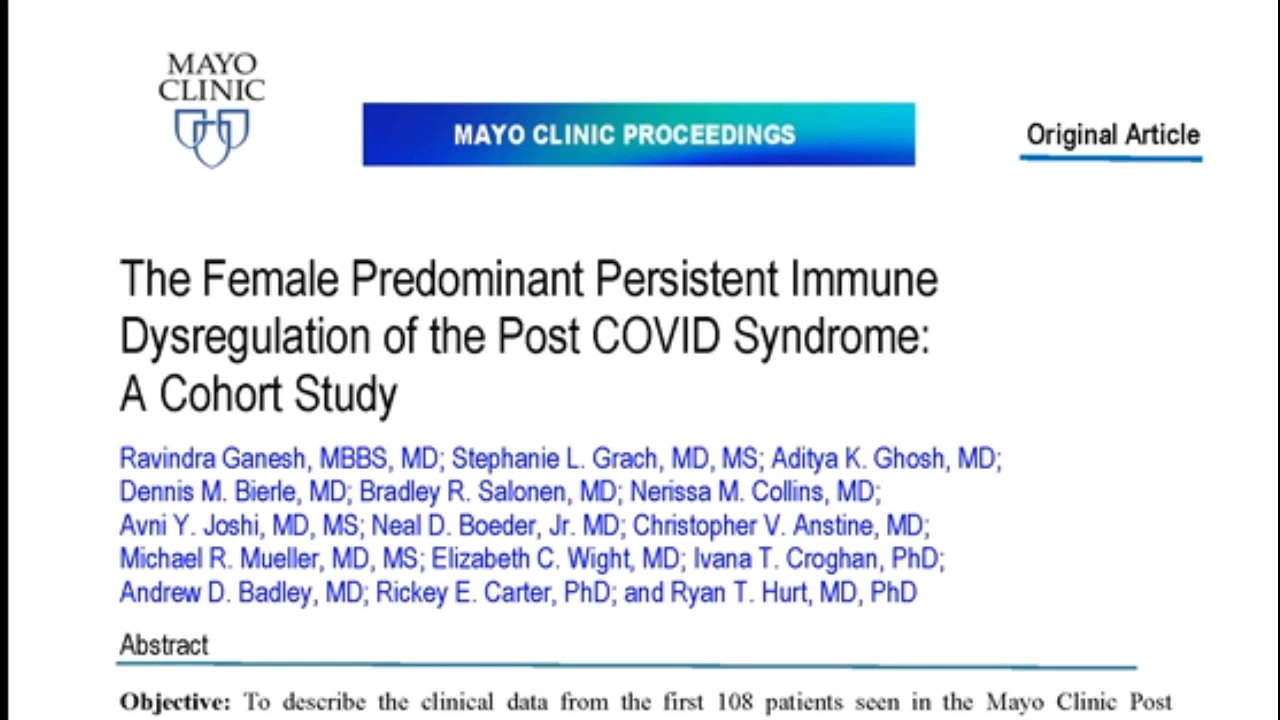 MAYO
CLINIC
MAYO CLINIC PROCEEDINGS
Original Article
The Female Predominant Persistent Immune
Dysregulation of the Post COVID Syndrome:
A Cohort Study
Ravindra Ganesh, MBBS, MD; Stephanie L. Grach, MD, MS; Aditya K. Ghosh, MD;
Dennis M. Bierle, MD; Bradley R. Salonen, MD; Nerissa M. Collins, MD;
Avni Y. Joshi, MD, MS; Neal D. Boeder, Jr. MD; Christopher V. Anstine, MD;
Michael R. Mueller, MD, MS; Elizabeth C. Wight, MD; Ivana T. Croghan, PhD;
Andrew D. Badley, MD; Rickey E. Carter, PhD; and Ryan T. Hurt, MD, PhD
Abstract
Objective: To describe the clinical data from the first 108 patients seen in the Mayo Clinic Post